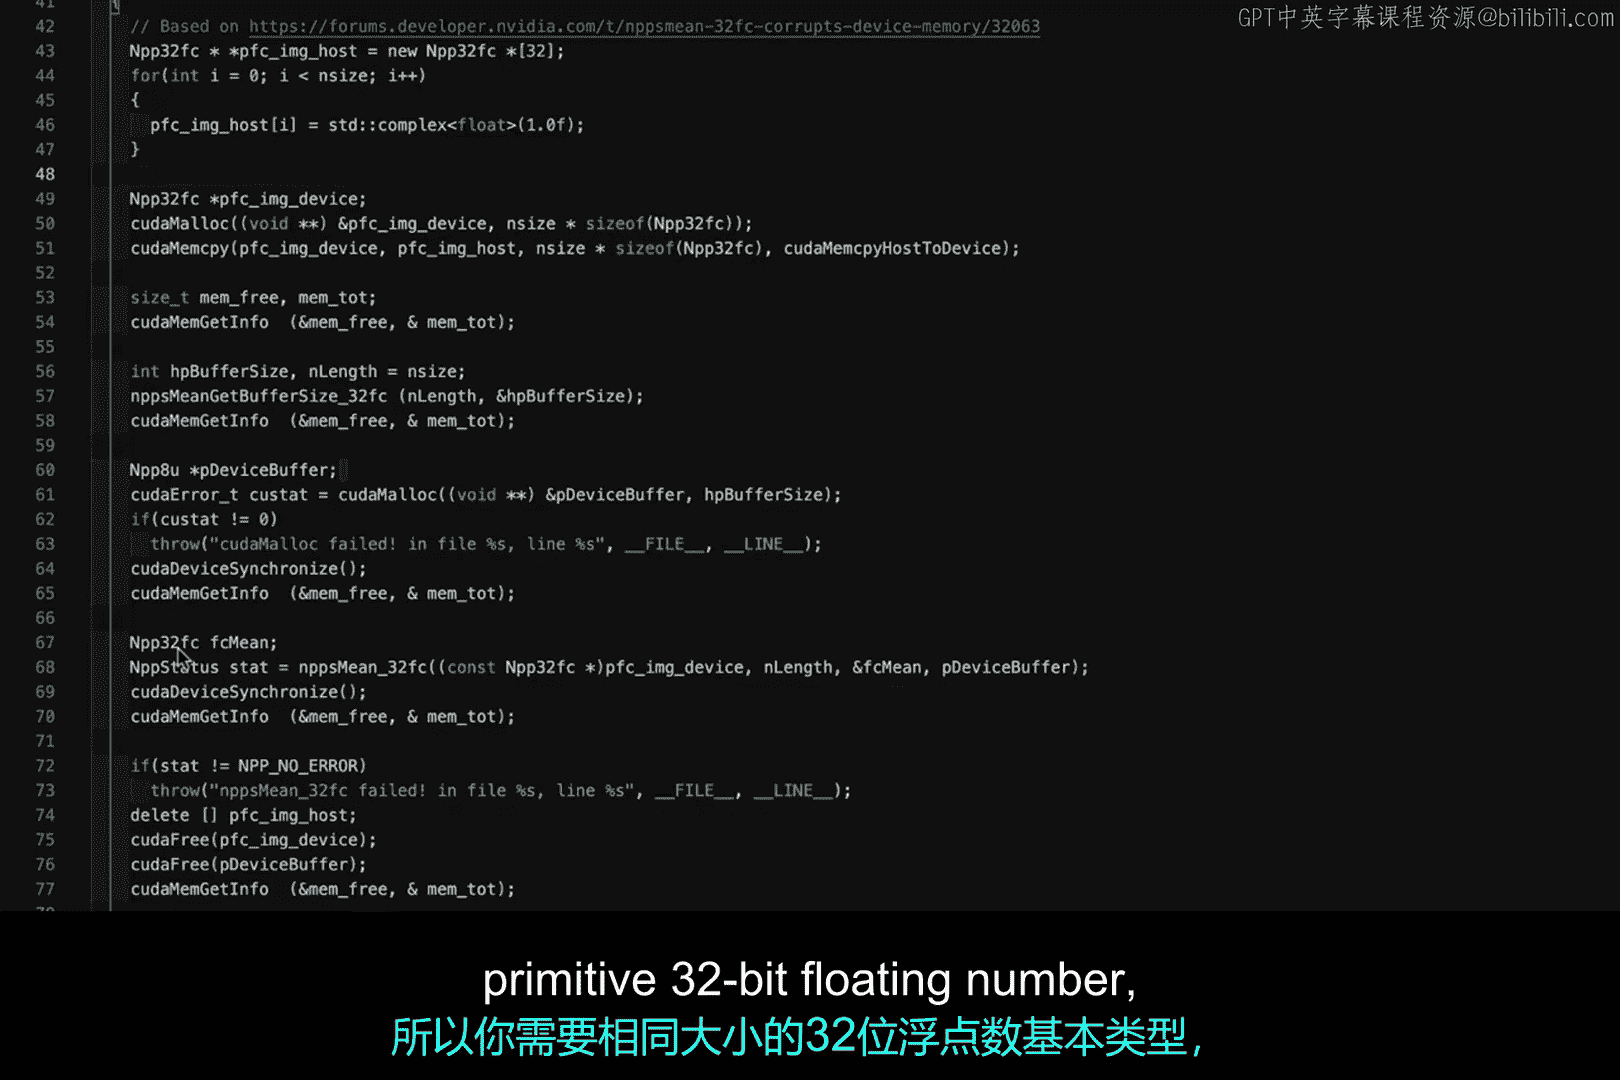 GPT中英字幕课程资源@bilibili.com
41 {
42 // Based on https://forums.developer.nvidia.com/t/nppsmean-32fc-corrupts-device-memory/32063
43 Npp32fc * *pfc_img_host = new Npp32fc *[32];
44 for(int i = 0; i < nsize; i++)
45 {
46 pfc_img_host[i] = std::complex<float>(1.0f);
47 }
48
49 Npp32fc *pfc_img_device;
50 cudaMalloc((void **) &pfc_img_device, nsize * sizeof(Npp32fc));
51 cudaMemcpy(pfc_img_device, pfc_img_host, nsize * sizeof(Npp32fc), cudaMemcpyHostToDevice);
52
53 size_t mem_free, mem_tot;
54 cudaMemGetInfo  (&mem_free, & mem_tot);
55
56 int hpBufferSize, nLength = nsize;
57 nppsMeanGetBufferSize_32fc (nLength, &hpBufferSize);
58 cudaMemGetInfo  (&mem_free, & mem_tot);
59
60 Npp8u *pDeviceBuffer;
61 cudaError_t custat = cudaMalloc((void **) &pDeviceBuffer, hpBufferSize);
62 if(custat != 0)
63 throw("cudaMalloc failed! in file %s, line %s", __FILE__, __LINE__);
64 cudaDeviceSynchronize();
65 cudaMemGetInfo  (&mem_free, & mem_tot);
66
67 Npp32fc fcMean;
68 NppStatus stat = nppsMean_32fc((const Npp32fc *)pfc_img_device, nLength, &fcMean, pDeviceBuffer);
69 cudaDeviceSynchronize();
70 cudaMemGetInfo  (&mem_free, & mem_tot);
71
72 if(stat != NPP_NO_ERROR)
73 throw("nppsMean_32fc failed! in file %s, line %s", __FILE__, __LINE__);
74 delete [] pfc_img_host;
75 cudaFree(pfc_img_device);
76 cudaFree(pDeviceBuffer);
77 cudaMemGetInfo  (&mem_free, & mem_tot);
primitive 32-bit floating number,
所以你需要相同大小的32位浮点数基本类型,